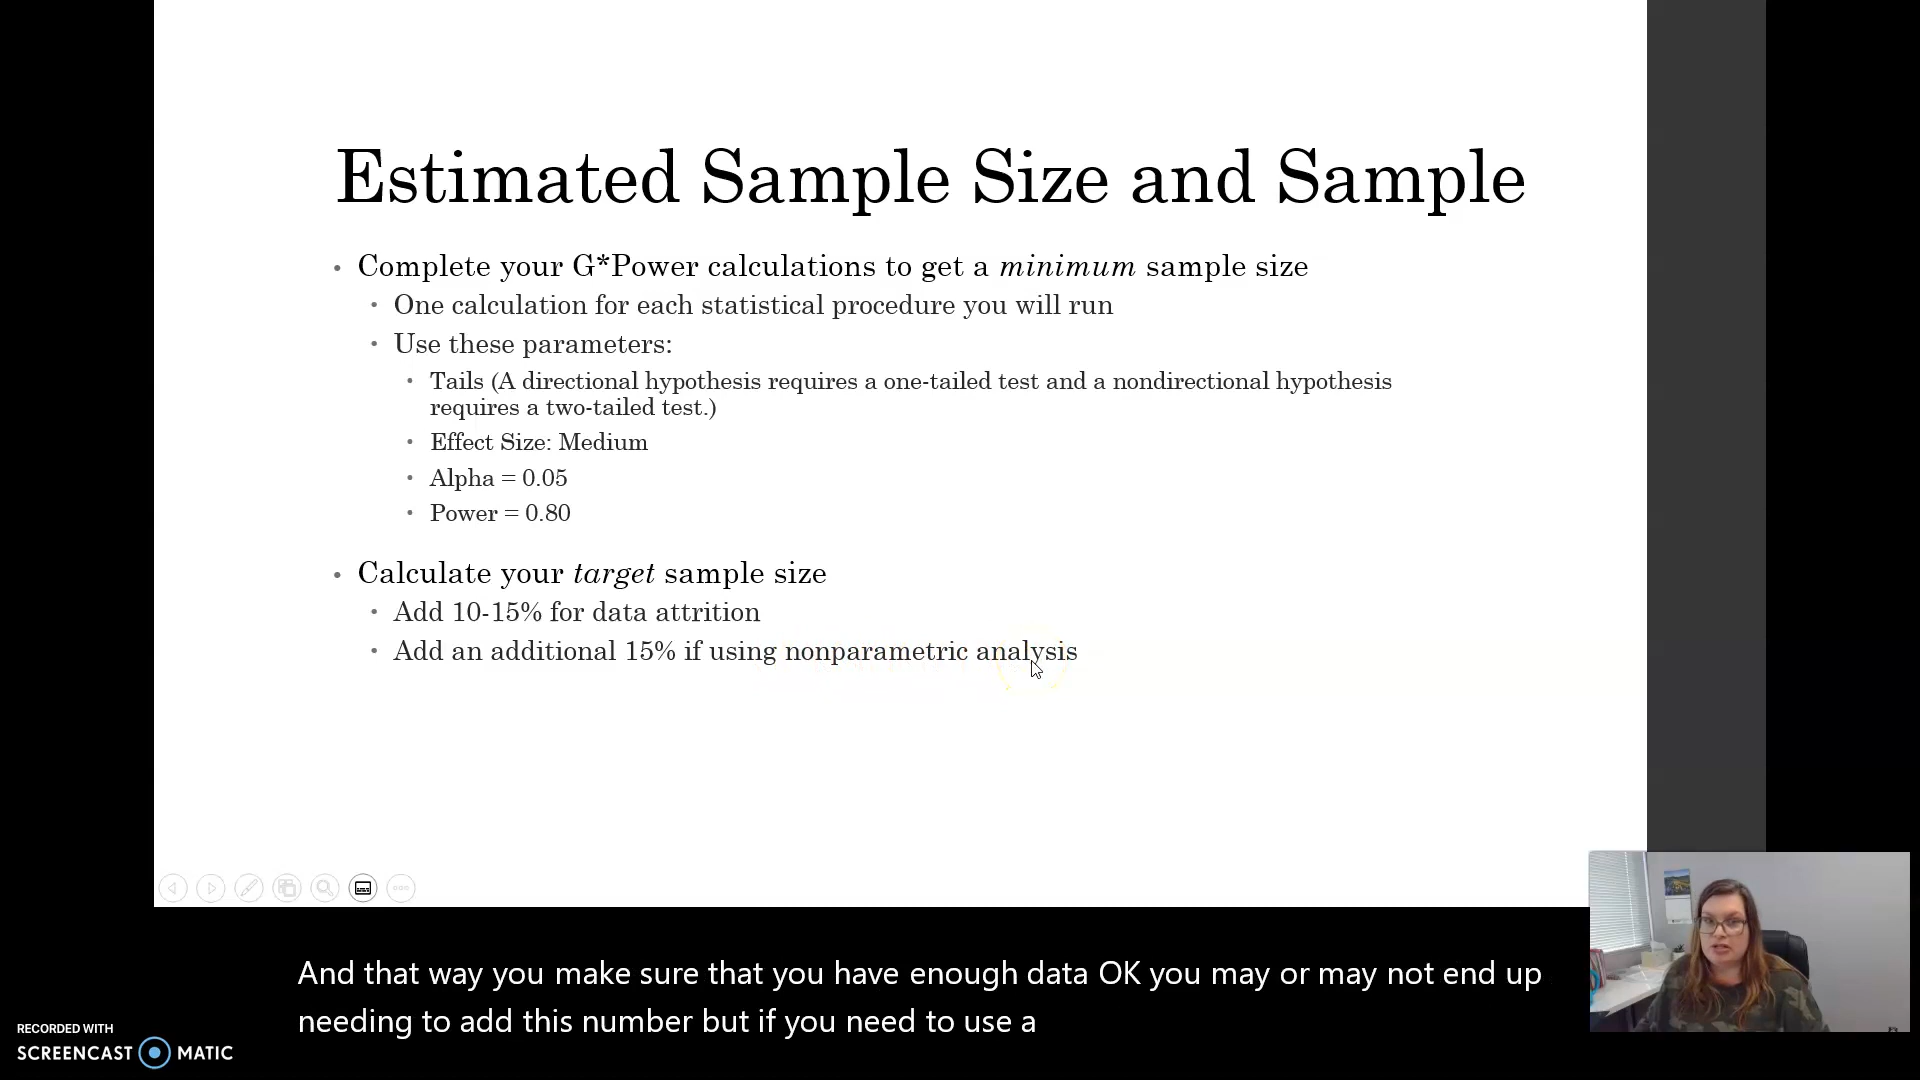 Estimated Sample Size and Sample
• Complete your G*Power calculations to get a minimum sample size
• One calculation for each statistical procedure you will run
• Use these parameters:
• Tails (A directional hypothesis requires a one-tailed test and a nondirectional hypothesis
requires a two-tailed test.)
• Effect Size: Medium
• Alpha = 0.05
• Power = 0.80
• Calculate your target sample size
• Add 10-15% for data attrition
• Add an additional 15% if using nonparametric analysis
And that way you make sure that you have enough data OK you may or may not end up
needing to add this number but if you need to use a
RECORDED WITH
SCREENCAST MATIC